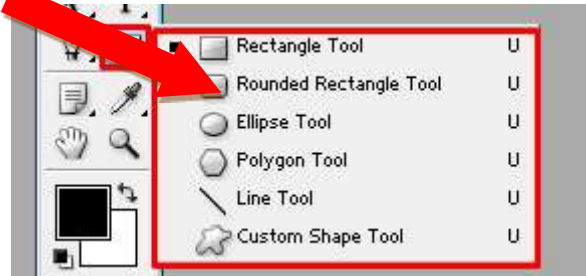 Rectangle Tool U
Rounded Rectangle Tool U
Ellipse Tool U
Polygon Tool U
Line Tool U
Custom Shape Tool U